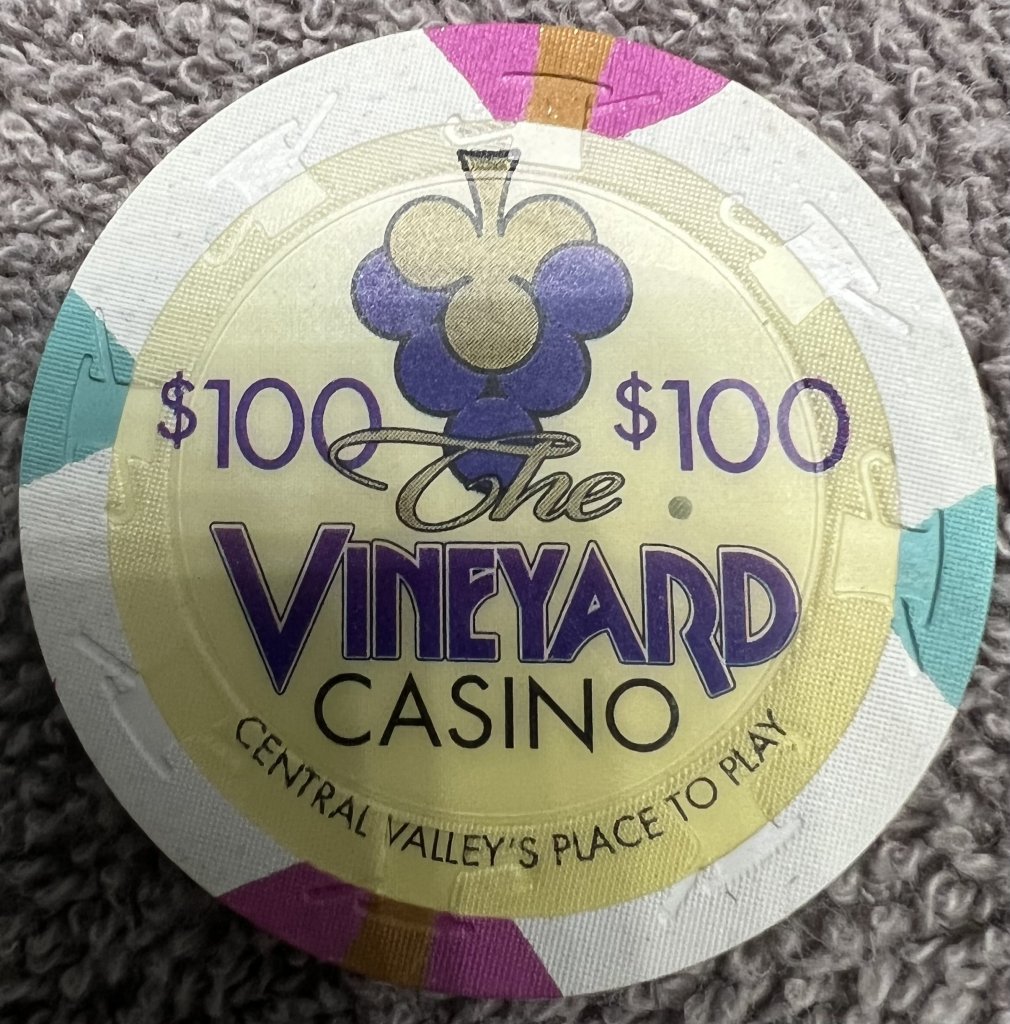 $100 $100
The
VINEYARD
CASINO
CENTRAL VALLEY'S PLACE TO PLAY